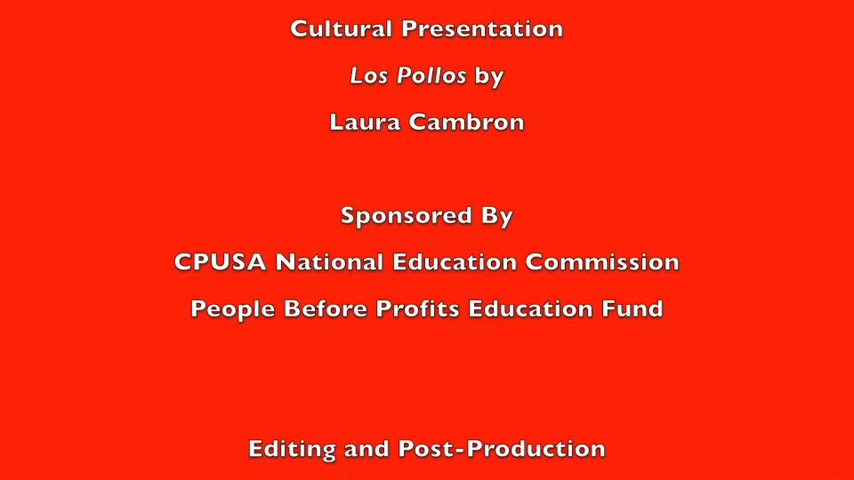 Cultural Presentation
Los Pollos by
Laura Cambron
Sponsored By
CPUSA National Education Commission
People Before Profits Education Fund
Editing and Post-Production